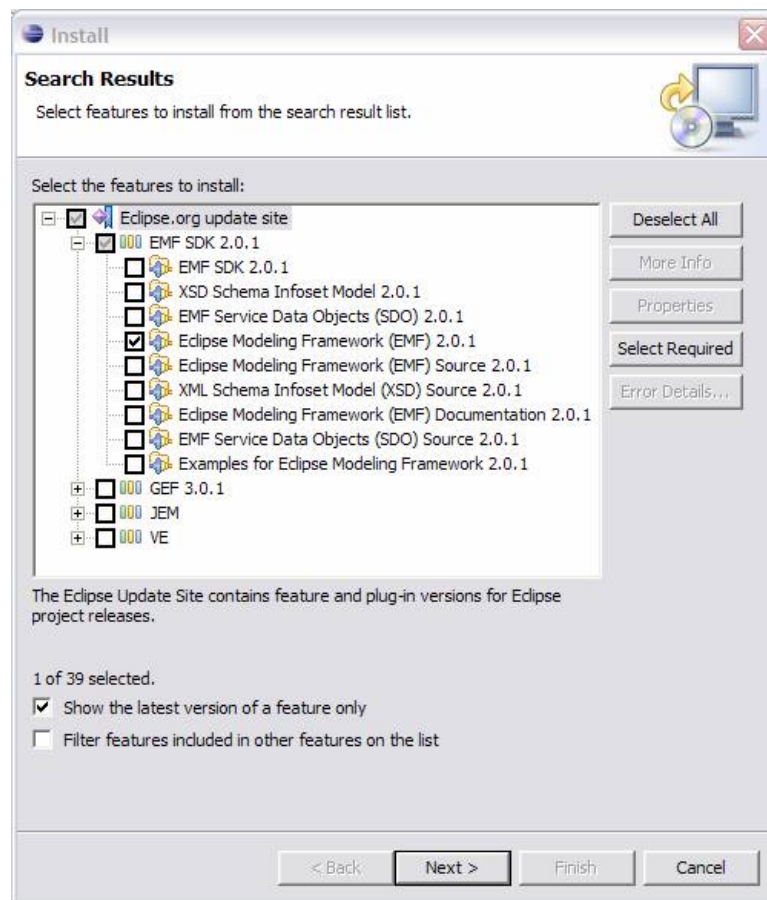 Install
Search Results
Select features to install from the search result list.
Select the features to install:
Eclipse.org update site
EMF SDK 2.0.1
EMF SDK 2.0.1
XSD Schema Infoset Model 2.0.1
EMF Service Data Objects (SDO) 2.0.1
Eclipse Modeling Framework (EMF) 2.0.1
Eclipse Modeling Framework (EMF) Source 2.0.1
XML Schema Infoset Model (XSD) Source 2.0.1
Eclipse Modeling Framework (EMF) Documentation 2.0.1
EMF Service Data Objects (SDO) Source 2.0.1
Examples for Eclipse Modeling Framework 2.0.1
GEF 3.0.1
JEM
VE
Deselect All
More Info
Properties
Select Required
Error Details...
The Eclipse Update Site contains feature and plug-in versions for Eclipse
project releases.
1 of 39 selected.
Show the latest version of a feature only
Filter features included in other features on the list
< Back
Next >
Finish
Cancel